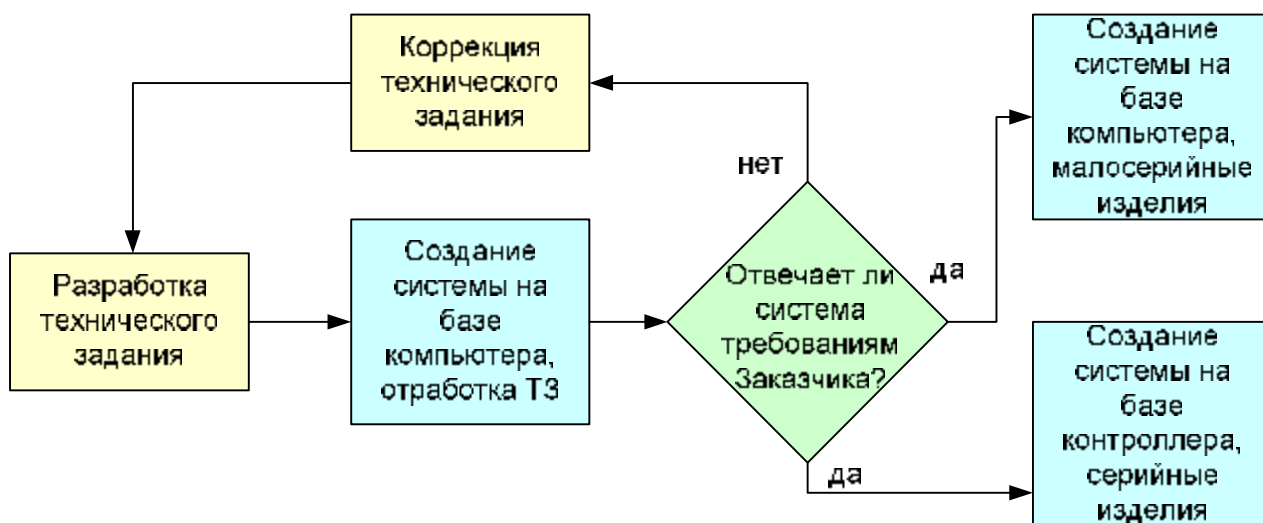 Коррекция
технического
задания
Создание
системы на
базе
компьютера,
малосерийные
изделия
нет
Разработка
технического
задания
Создание
системы на
базе
компьютера,
отработка ТЗ
Отвечает ли
система
требованиям
Заказчика?
да
Создание
системы на
базе
контроллера,
серийные
изделия
да